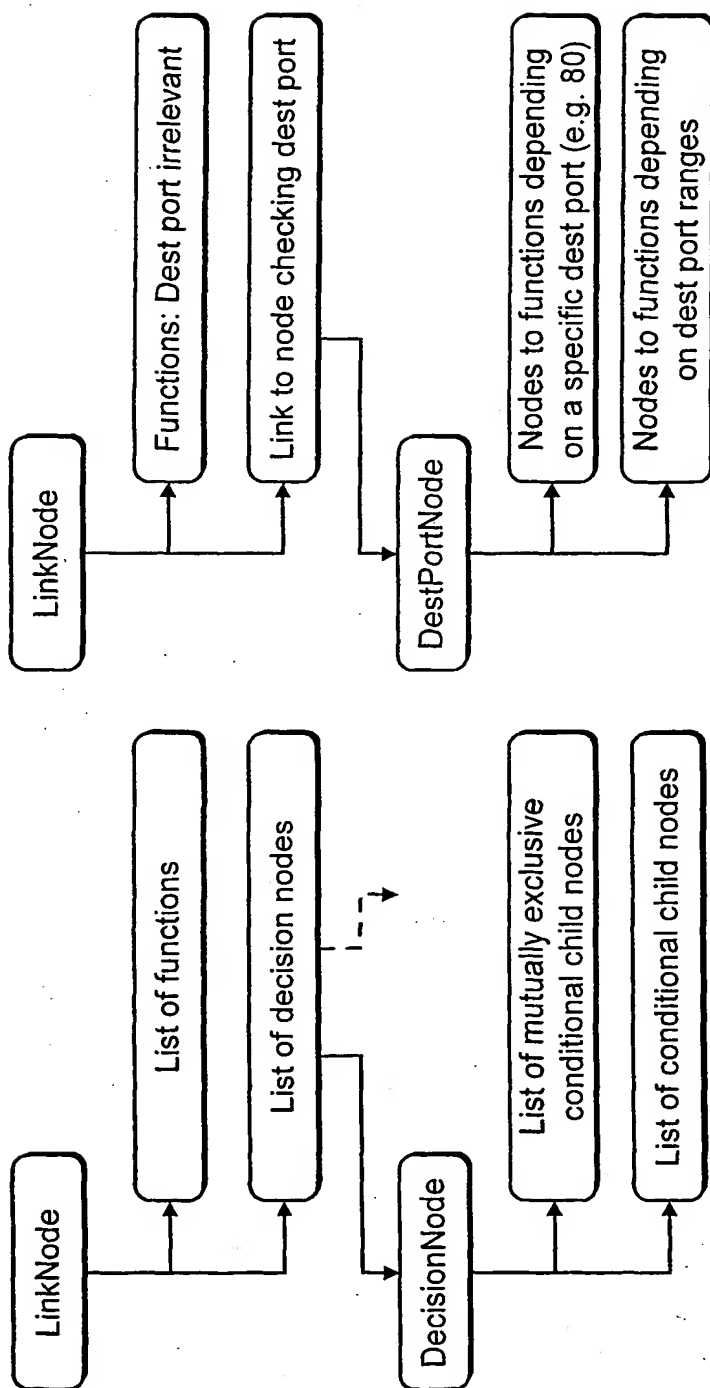 LinkNode
List of functions
List of decision nodes
DecisionNode
List of mutually exclusive
conditional child nodes
List of conditional child nodes
LinkNode
Functions: Dest port irrelevant
Link to node checking dest port
DestPortNode
Nodes to functions depending
on a specific dest port (e.g. 80)
Nodes to functions depending
on dest port ranges